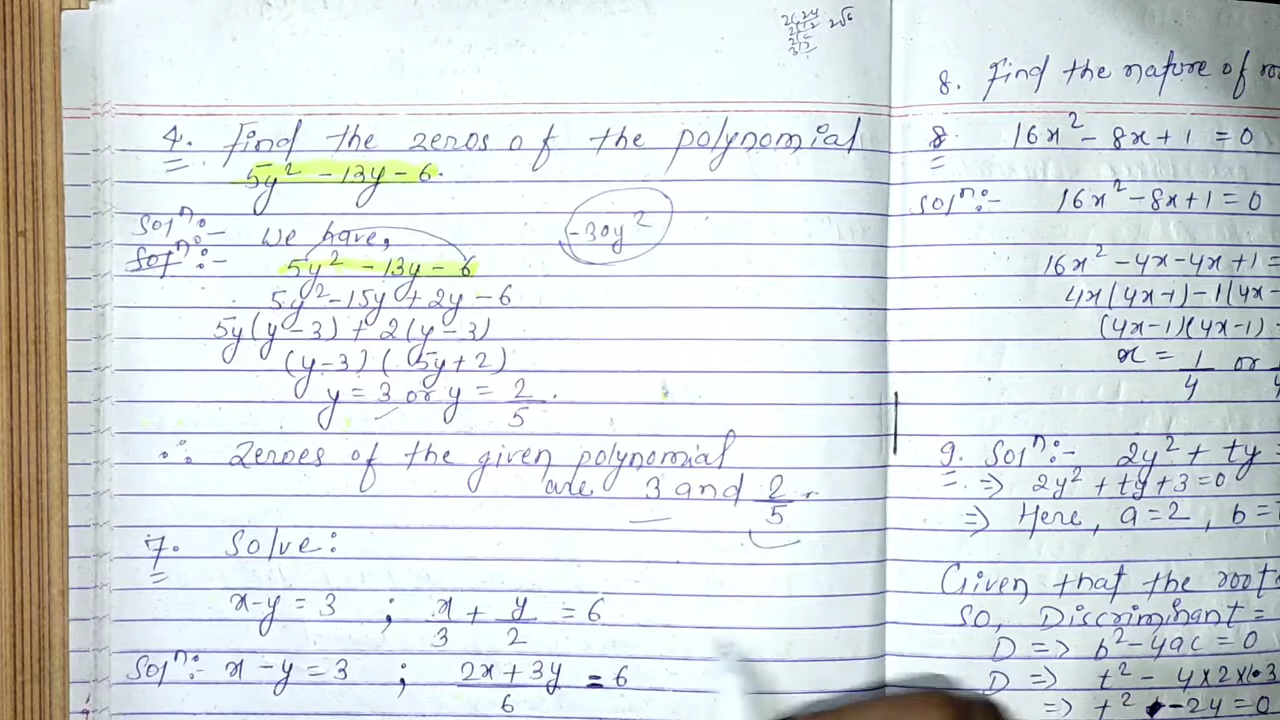 4. Find the zeros of the polynomial
5y² - 13y - 6.
Solⁿ:- We have,
-30y²
Solⁿ:-
5y² - 13y - 6
5y² - 15y + 2y - 6
5y(y-3) + 2(y-3)
(y-3) (5y+2)
y = 3 or y = 2/5.
∴ Zeroes of the given polynomial
are 3 and 2/5.
7. Solve:
x-y = 3 ; x/3 + y/2 = 6
Solⁿ:- x - y = 3 ; (2x + 3y)/6 = 6
2√6
8. Find the nature of
8. 16x² - 8x + 1 = 0
Solⁿ:- 16x² - 8x + 1 = 0
16x² - 4x - 4x + 1 =
4x(4x-1) - 1(4x-
(4x-1)(4x-1)
x = 1/4 or
9. Solⁿ:- 2y² + ty
=> 2y² + ty + 3 = 0
=> Here, a = 2, b =
Given that the root
So, Discriminant =
D => b² - 4ac = 0
D => t² - 4×2×3
=> t² - 24 = 0